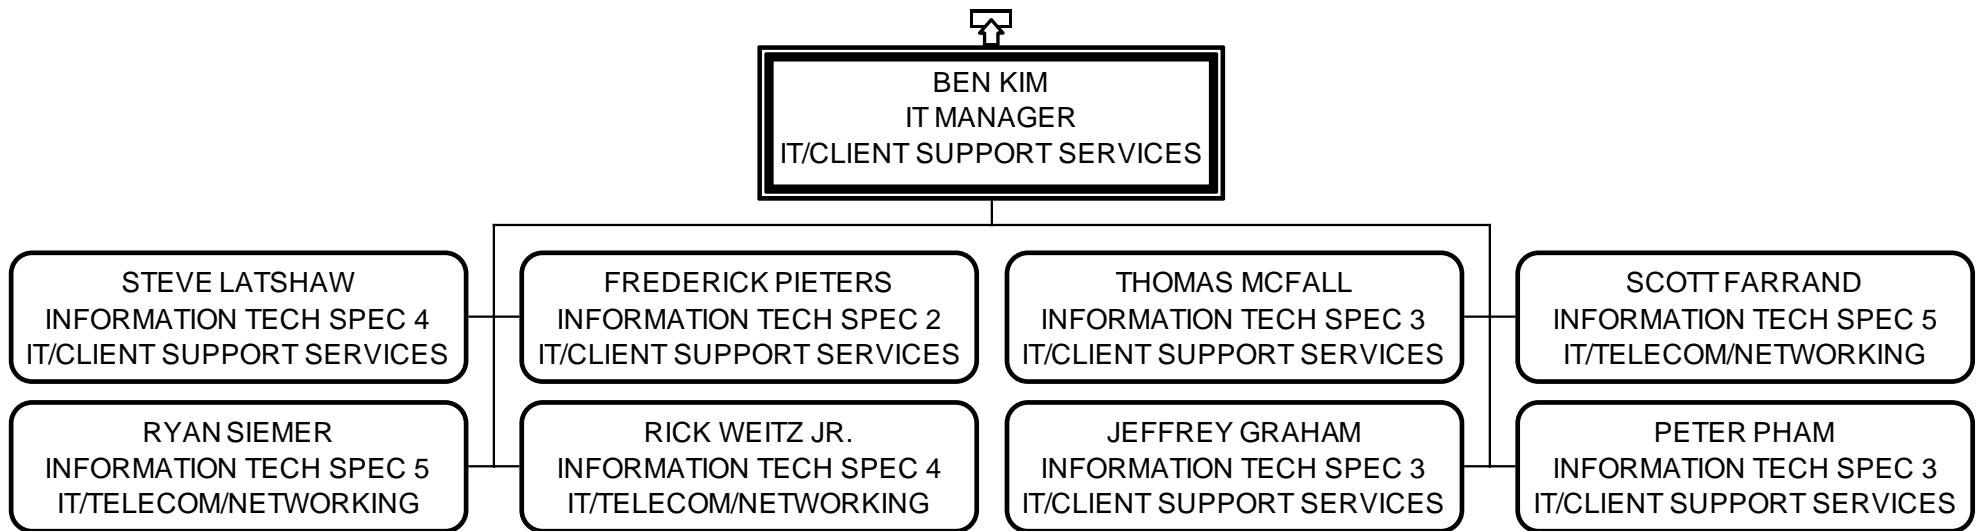 BEN KIM
IT MANAGER
IT/CLIENT SUPPORT SERVICES
STEVE LATSHAW
INFORMATION TECH SPEC 4
IT/CLIENT SUPPORT SERVICES
FREDERICK PIETERS
INFORMATION TECH SPEC 2
IT/CLIENT SUPPORT SERVICES
THOMAS MCFALL
INFORMATION TECH SPEC 3
IT/CLIENT SUPPORT SERVICES
SCOTT FARRAND
INFORMATION TECH SPEC 5
IT/TELECOM/NETWORKING
RYAN SIEMER
INFORMATION TECH SPEC 5
IT/TELECOM/NETWORKING
RICK WEITZ JR.
INFORMATION TECH SPEC 4
IT/TELECOM/NETWORKING
JEFFREY GRAHAM
INFORMATION TECH SPEC 3
IT/CLIENT SUPPORT SERVICES
PETER PHAM
INFORMATION TECH SPEC 3
IT/CLIENT SUPPORT SERVICES